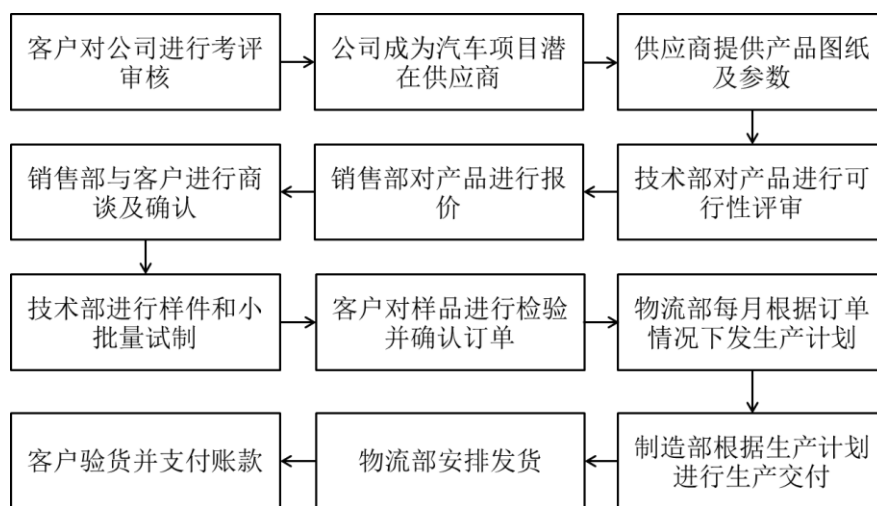 客户对公司进行考评
审核
公司成为汽车项目潜
在供应商
供应商提供产品图纸
及参数
技术部对产品进行可
行性评审
销售部对产品进行报
价
销售部与客户进行商
谈及确认
技术部进行样件和小
批量试制
客户对样品进行检验
并确认订单
物流部每月根据订单
情况下发生产计划
制造部根据生产计划
进行生产交付
物流部安排发货
客户验货并支付账款